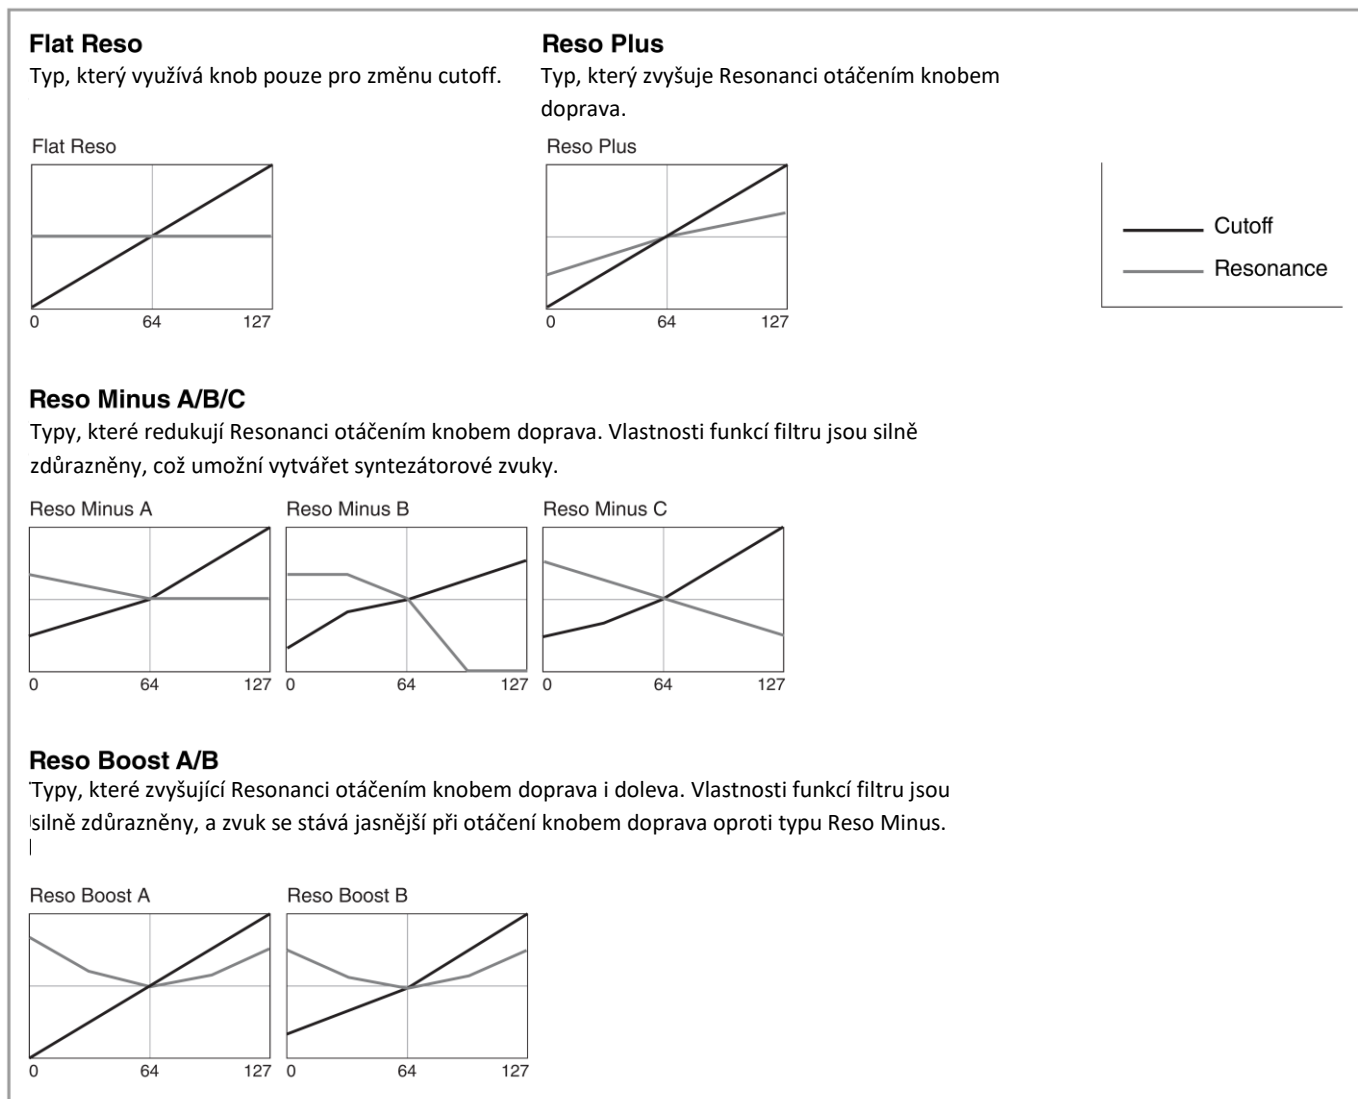 Flat Reso
Typ, který využívá knob pouze pro změnu cutoff.
Reso Plus
Typ, který zvyšuje Resonanci otáčením knobem
doprava.
Flat Reso
0 64 127
Reso Plus
0 64 127
Cutoff
Resonance
Reso Minus A/B/C
Typy, které redukují Resonanci otáčením knobem doprava. Vlastnosti funkcí filtru jsou silně
zdůrazněny, což umožní vytvářet syntezátorové zvuky.
Reso Minus A
0 64 127
Reso Minus B
0 64 127
Reso Minus C
0 64 127
Reso Boost A/B
Typy, které zvyšující Resonanci otáčením knobem doprava i doleva. Vlastnosti funkcí filtru jsou
silně zdůrazněny, a zvuk se stává jasnější při otáčení knobem doprava oproti typu Reso Minus.
Reso Boost A
0 64 127
Reso Boost B
0 64 127